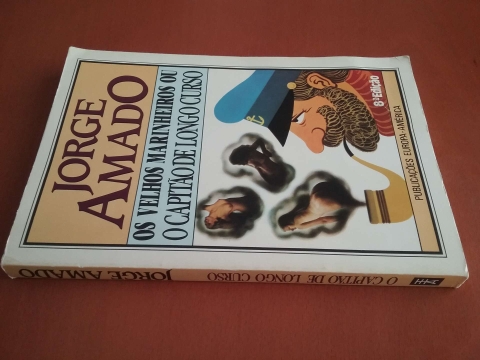 JORGE
AMADO
OS VELHOS MARINHEIROS OU
O CAPITÃO DE LONGO CURSO
8ª Edição
PUBLICAÇÕES EUROPA-AMÉRICA
JORGE AMADO
O CAPITÃO DE LONGO CURSO